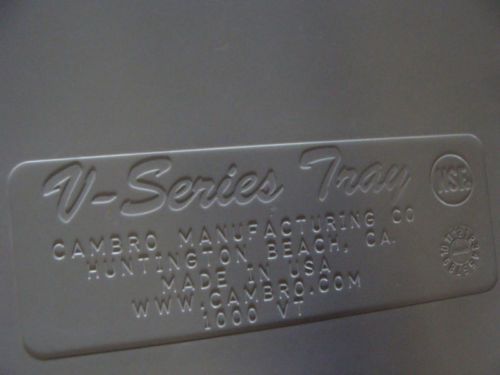 V-Series Tray
NSF.
CAMBRO MANUFACTURING CO
HUNTINGTON BEACH, CA.
MADE IN USA
WWW.CAMBRO.COM
1000 VT